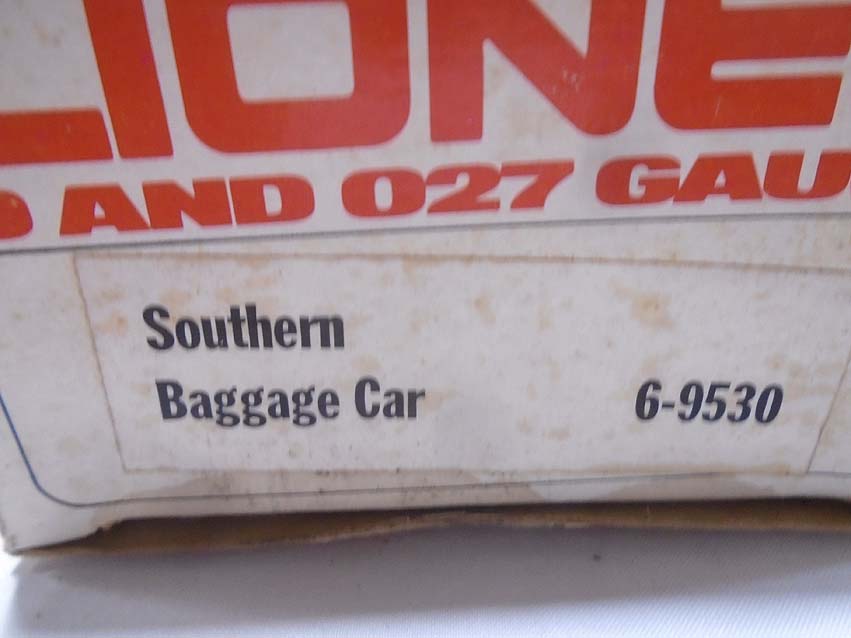 LIONE
O AND 027 GAU
Southern
Baggage Car 6-9530